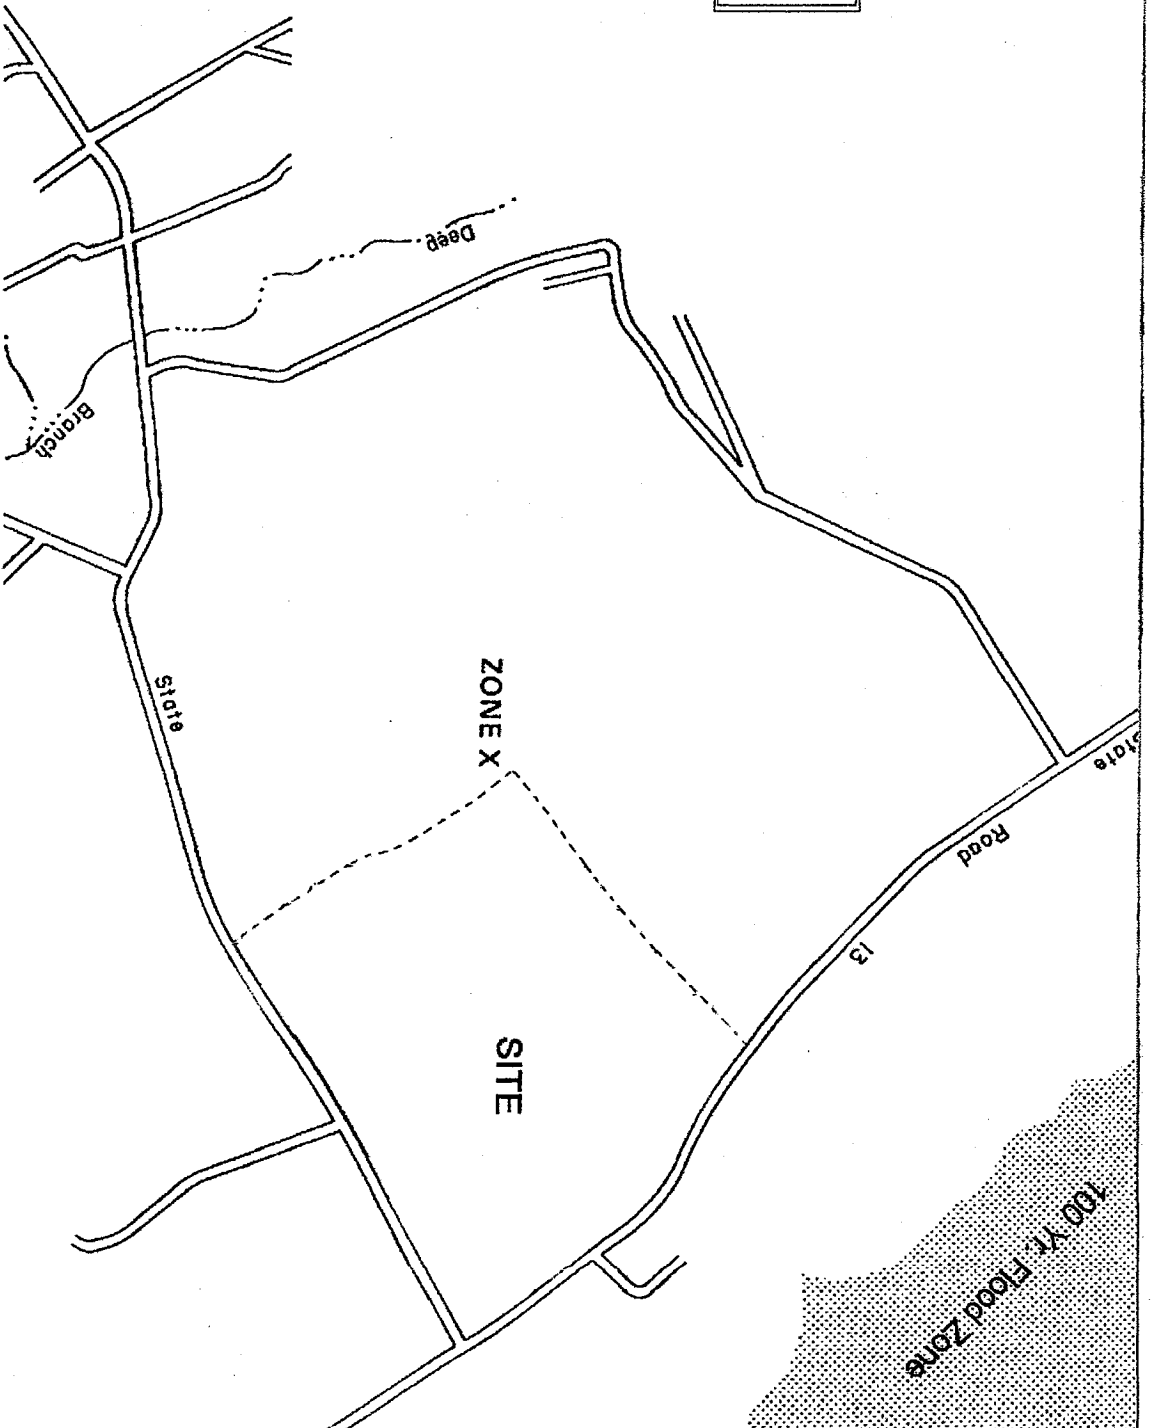 Deep
Branch
State
ZONE X
State
Road
13
SITE
100 Yr. Flood Zone